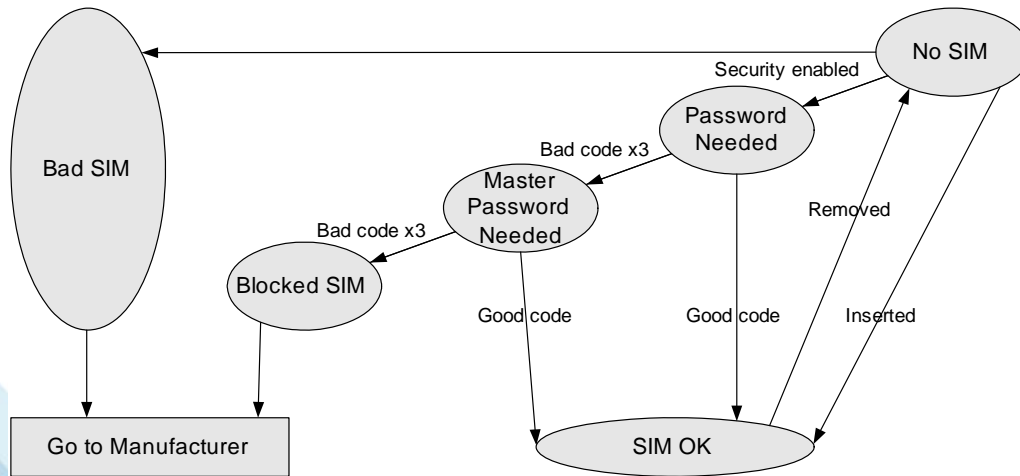 No SIM
Security enabled
Password
Needed
Bad code x3
Bad SIM
Master
Password
Needed
Removed
Bad code x3
Blocked SIM
Good code
Good code
Inserted
Go to Manufacturer
SIM OK